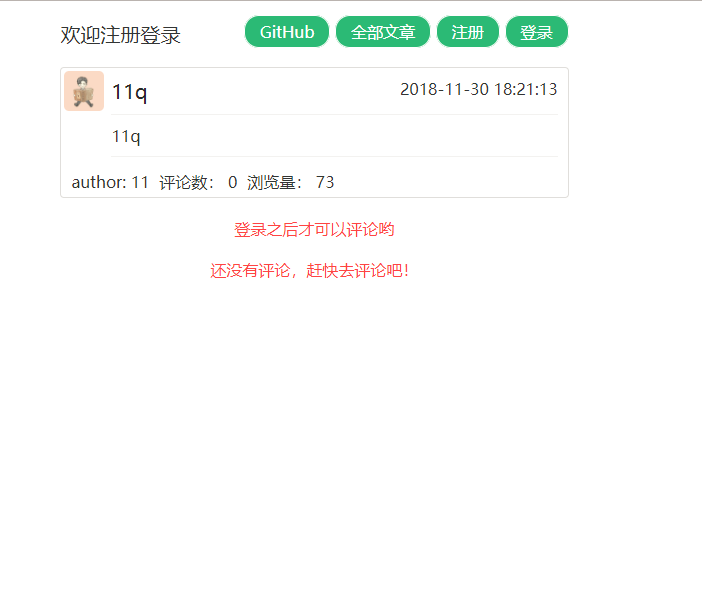 欢迎注册登录 GitHub 全部文章 注册 登录
11q 2018-11-30 18:21:13
11q
author: 11 评论数： 0 浏览量： 73
登录之后才可以评论哟
还没有评论，赶快去评论吧！